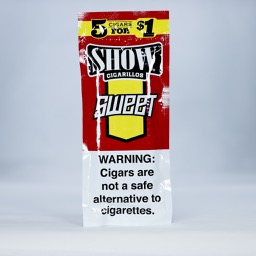 5 CIGARS FOR $1
SHOW
CIGARILLOS
SWEET
WARNING:
Cigars are
not a safe
alternative to
cigarettes.